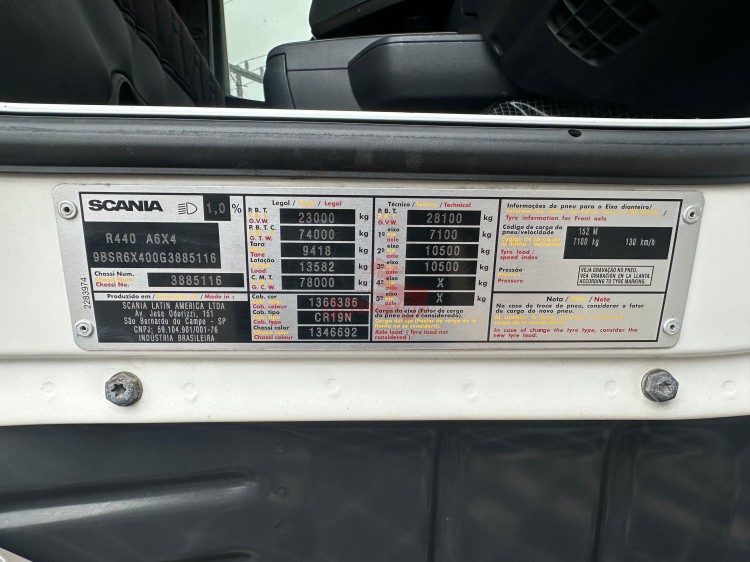 SCANIA 1,0 %
R440 A6X4
9BSR6X400G3885116
Chassi Num.
Chassi No. 3885116
2283974
Produzido em / Made in
SCANIA LATIN AMERICA LTDA
Av. José Odorizzi, 151
São Bernardo do Campo - SP
CNPJ; 59.104.901/001-76
INDÚSTRIA BRASILEIRA
Legal / Legal
P.B.T.
G.V.W. 23000 kg
P.B.T.C.
G.T.W. 74000 kg
Tara
Tare 9418 kg
Lotação
Load 13582 kg
C.M.T.
G.C.W. 78000 kg
Cab. cor
Cab. colour 1366386
Cab. tipo
Cab. type CR19N
Chassi color
Chassi colour 1346692
Técnico / Technical
P.B.T.
G.V.W. 28100 kg
1º eixo
axle 7100 kg
2º eixo
axle 10500 kg
3º eixo
axle 10500 kg
4º eixo
axle X kg
5º eixo
axle X kg
Carga do eixo (Fator de carga
do pneu não é considerado).
Axle load (Tyre load not
considered)
Informações do pneu para o Eixo dianteiro/
Tyre information for Front axle
Código de carga do
pneu/velocidade
Tyre load /
speed index
152 M
7100 kg 130 km/h
Pressão
Pressure
VEJA GRAVAÇÃO NO PNEU.
VEA GRABACIÓN EN LA LLANTA.
ACCORDING TO TYRE MAKE.
Nota / Note
No caso de troca do pneu, considerar o fator
de carga do mesmo.
In case of change the tyre type, consider the
new tyre load.